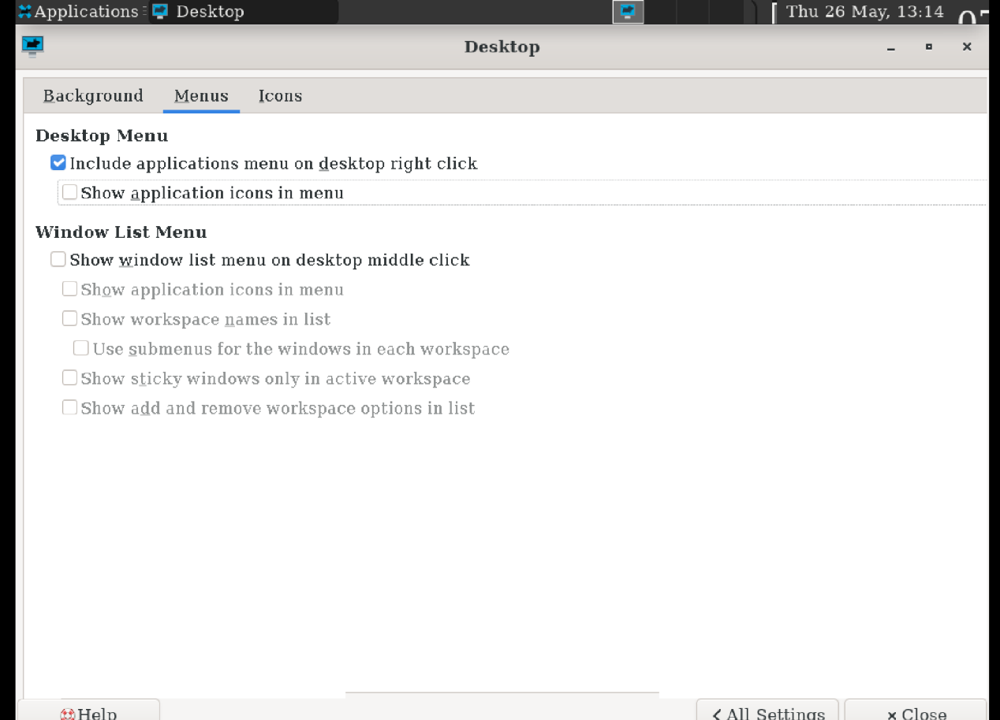 Applications Desktop Thu 26 May, 13:14
Desktop
Background Menus Icons
Desktop Menu
Include applications menu on desktop right click
Show application icons in menu
Window List Menu
Show window list menu on desktop middle click
Show application icons in menu
Show workspace names in list
Use submenus for the windows in each workspace
Show sticky windows only in active workspace
Show add and remove workspace options in list
Help All Settings Close